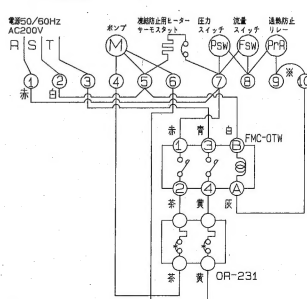 電源50/60Hz
AC200V
R S T
ポンプ
凍結防止用ヒーター
サーモスタット
圧力
スイッチ
流量
スイッチ
過熱防止
リレー
M
Psw
Fsw
PrR
※
1 2 3 4 5 6 7 8 9 10
赤 白
赤 青 白
FMC-OTW
1 3 B
2 4 A
茶 黄 灰
茶 黄 OR-231